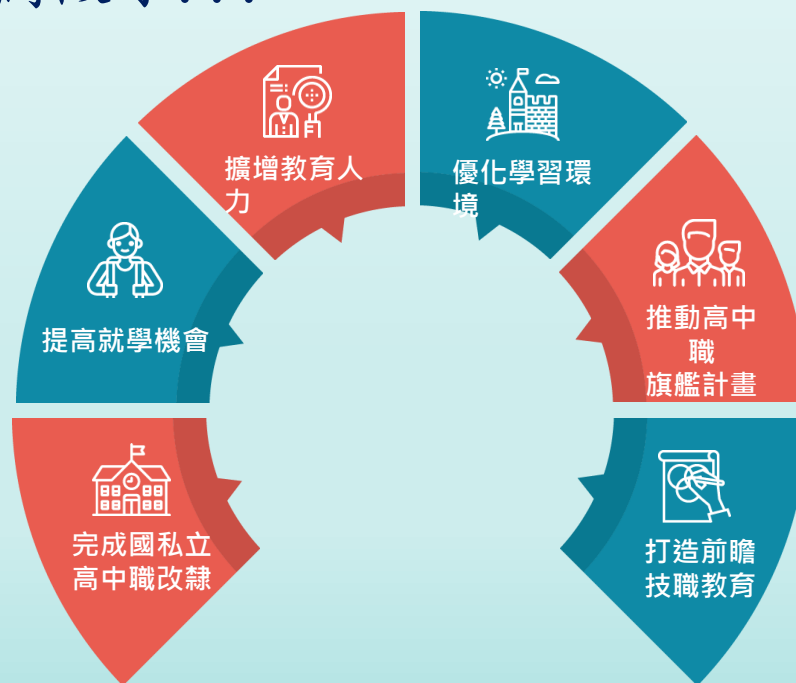 完成國私立
高中職改隸
提高就學機會
擴增教育人
力
優化學習環
境
推動高中
職
旗艦計畫
打造前瞻
技職教育